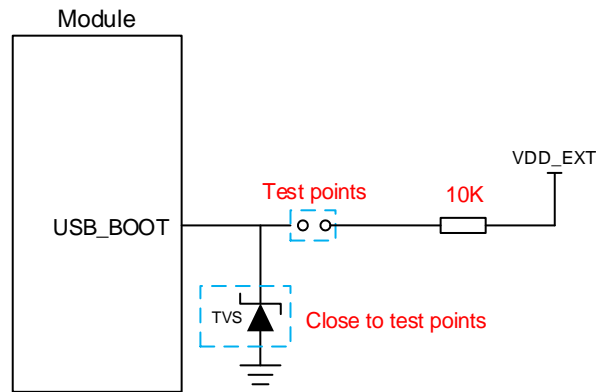 Module
VDD_EXT
Test points
10K
USB_BOOT
TVS
Close to test points